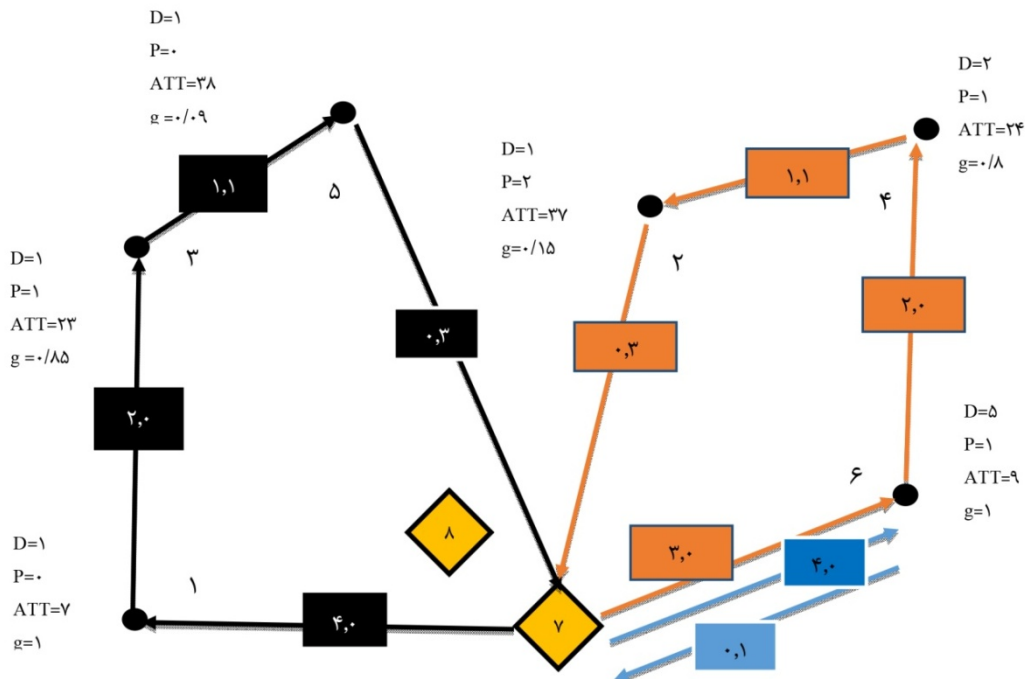 D=۱
P=۰
ATT=۳۸
g =۰/۰۹
D=۲
P=۱
ATT=۲۴
g=۰/۸
D=۱
P=۲
ATT=۳۷
g=۰/۱۵
۱,۱
۵
۱,۱
۴
۳
۲
D=۱
P=۱
ATT=۲۳
g =۰/۸۵
۰,۳
۰,۳
۲,۰
۲,۰
D=۵
P=۱
ATT=۹
g=۱
۶
۸
۳,۰
۴,۰
D=۱
P=۰
ATT=۷
g=۱
۱
۴,۰
۷
۰,۱